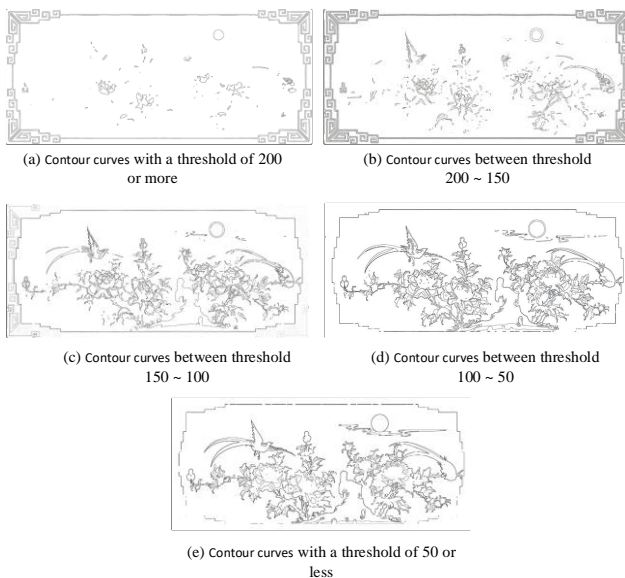 (a) Contour curves with a threshold of 200
or more
(b) Contour curves between threshold
200 ~ 150
(c) Contour curves between threshold
150 ~ 100
(d) Contour curves between threshold
100 ~ 50
(e) Contour curves with a threshold of 50 or
less